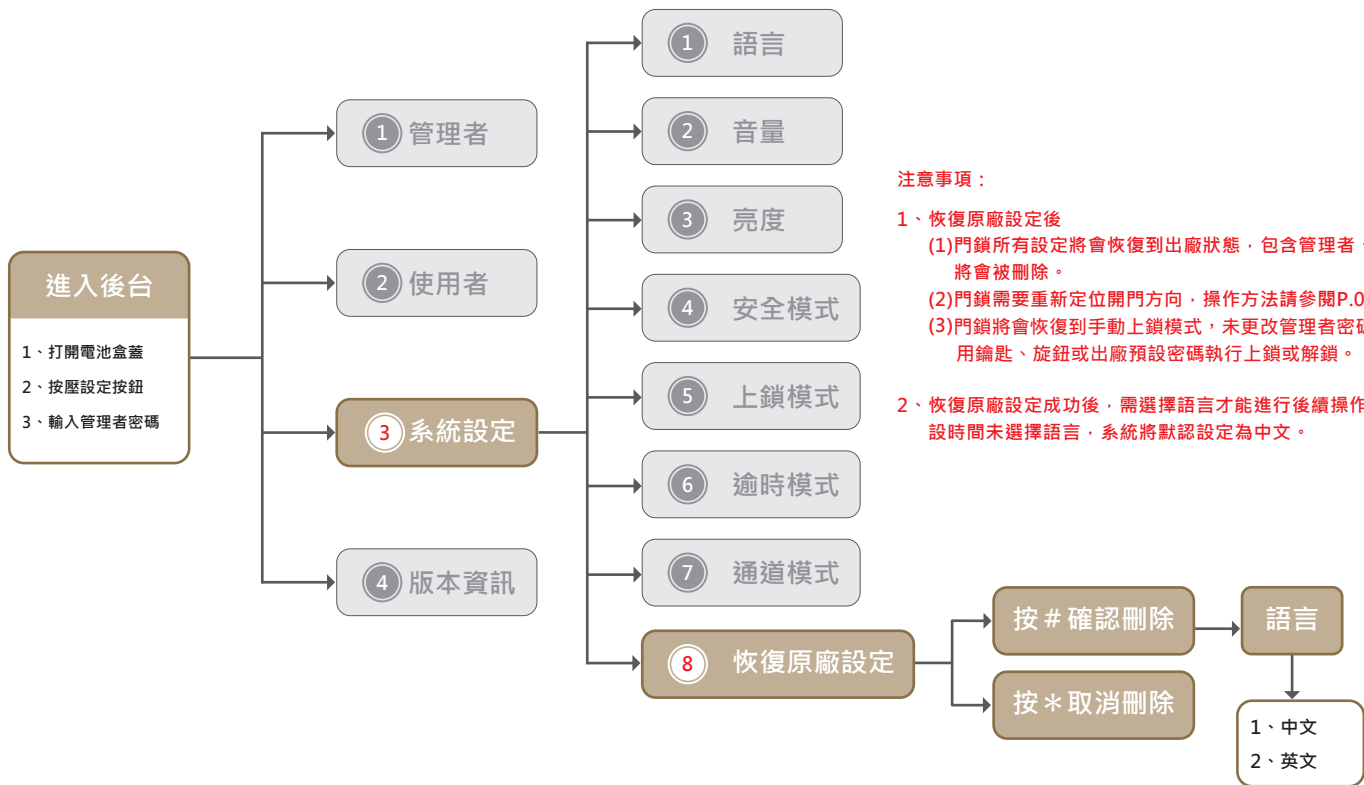 進入後台
1、打開電池盒蓋
2、按壓設定按鈕
3、輸入管理者密碼
1 管理者
2 使用者
3 系統設定
4 版本資訊
1 語言
2 音量
3 亮度
4 安全模式
5 上鎖模式
6 逾時模式
7 通道模式
8 恢復原廠設定
按#確認刪除
按＊取消刪除
語言
1、中文
2、英文
注意事項：
1、恢復原廠設定後
(1)門鎖所有設定將會恢復到出廠狀態，包含管理者、
將會被刪除。
(2)門鎖需要重新定位開門方向，操作方法請參閱P.0
(3)門鎖將會恢復到手動上鎖模式，未更改管理者密
用鑰匙、旋鈕或出廠預設密碼執行上鎖或解鎖。
2、恢復原廠設定成功後，需選擇語言才能進行後續操作
設時間未選擇語言，系統將默認設定為中文。